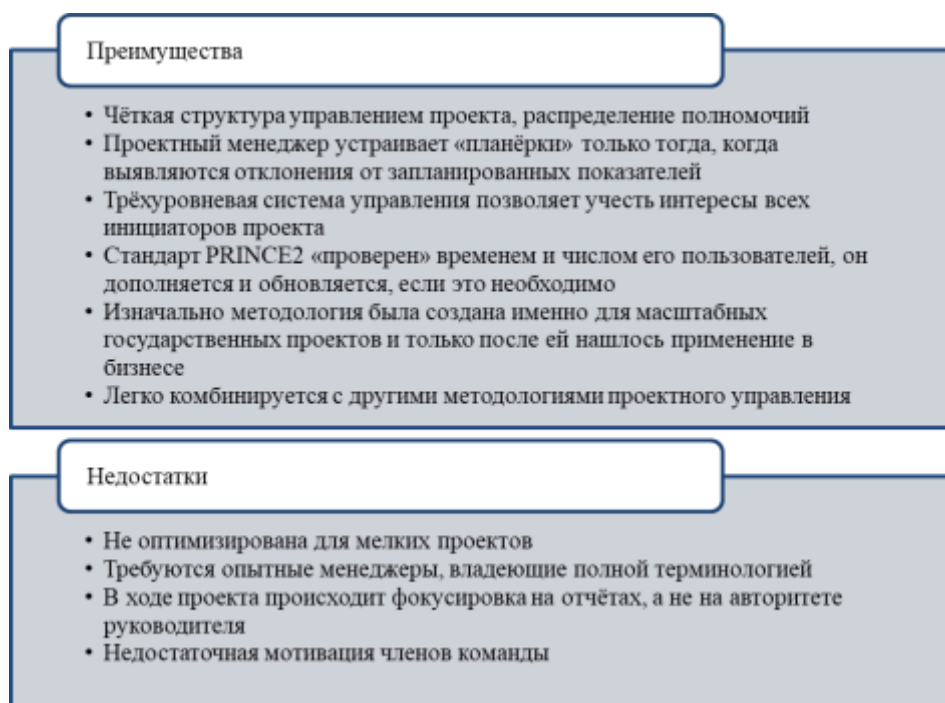 Преимущества
• Чёткая структура управлением проекта, распределение полномочий
• Проектный менеджер устраивает «планёрки» только тогда, когда
выявляются отклонения от запланированных показателей
• Трёхуровневая система управления позволяет учесть интересы всех
инициаторов проекта
• Стандарт PRINCE2 «проверен» временем и числом его пользователей, он
дополняется и обновляется, если это необходимо
• Изначально методология была создана именно для масштабных
государственных проектов и только после ей нашлось применение в
бизнесе
• Легко комбинируется с другими методологиями проектного управления
Недостатки
• Не оптимизирована для мелких проектов
• Требуются опытные менеджеры, владеющие полной терминологией
• В ходе проекта происходит фокусировка на отчётах, а не на авторитете
руководителя
• Недостаточная мотивация членов команды